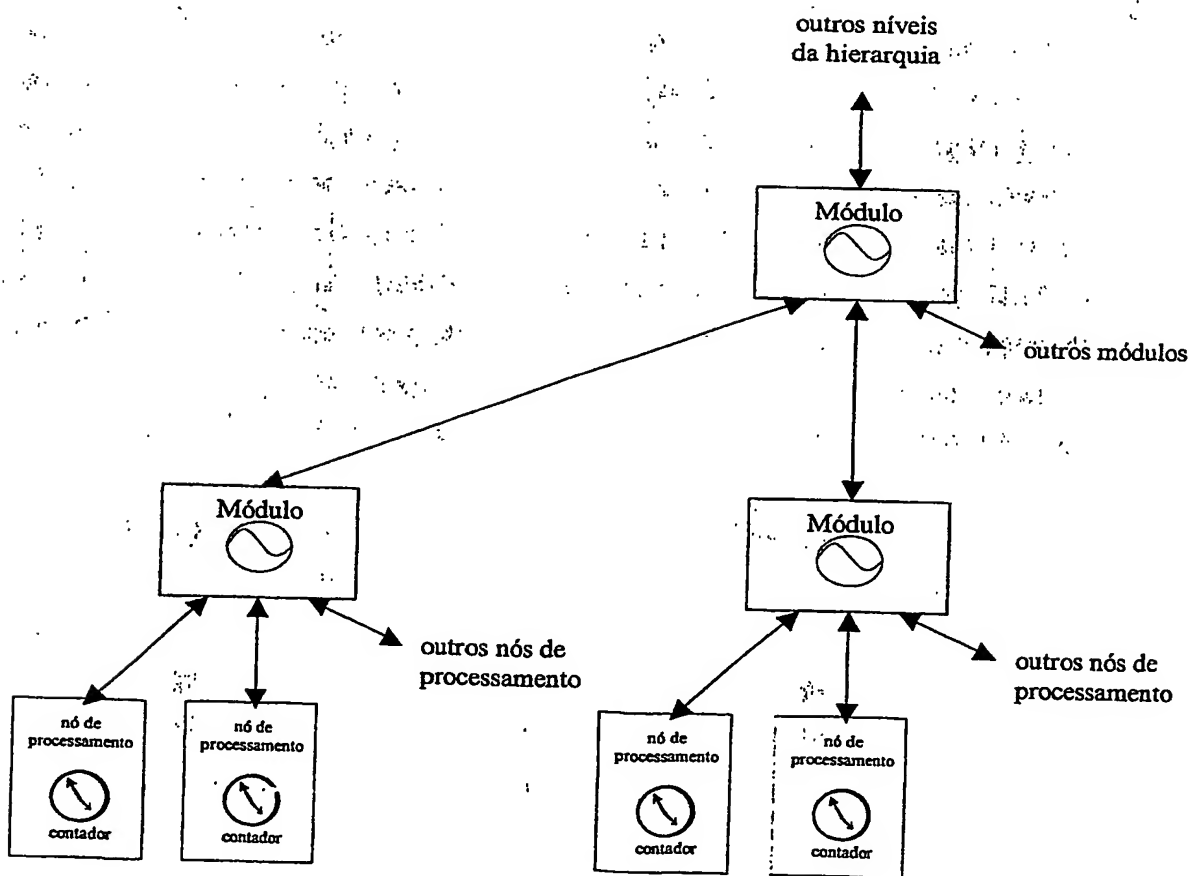 outros níveis
da hierarquia
Módulo
outros módulos
Módulo
Módulo
outros nós de
processamento
outros nós de
processamento
nó de
processamento
contador
nó de
processamento
contador
nó de
processamento
contador
nó de
processamento
contador